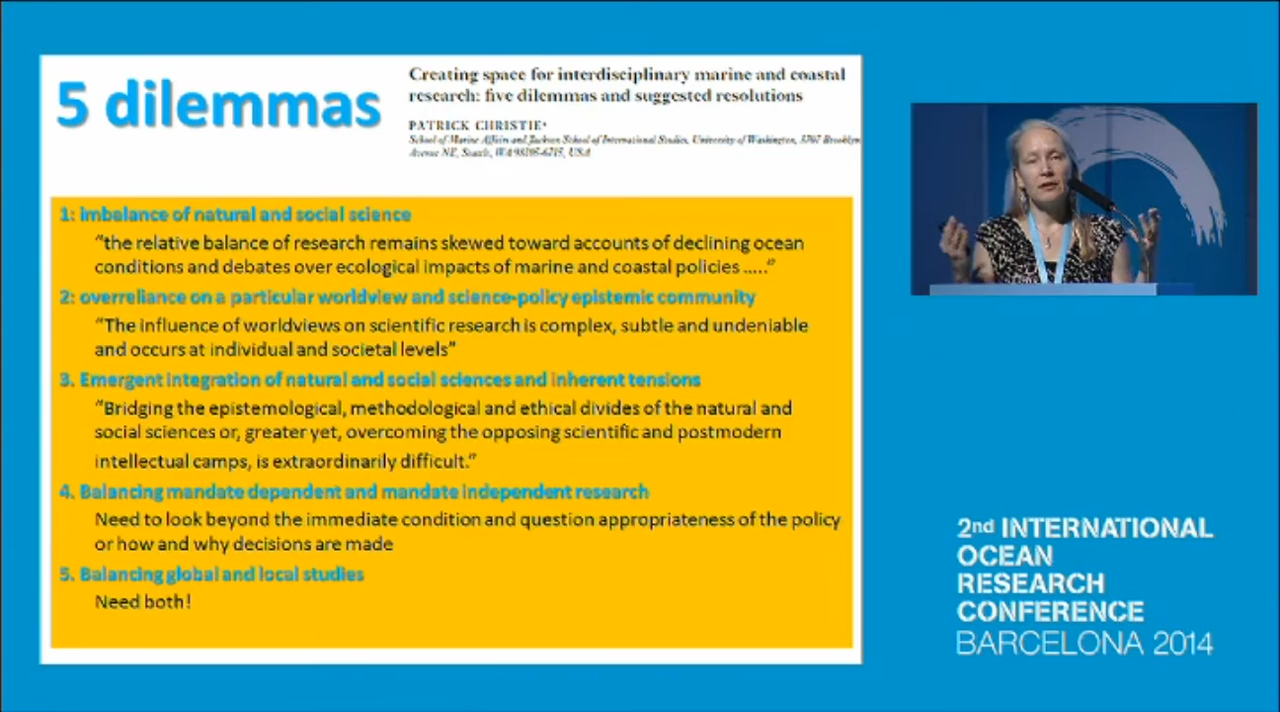 5 dilemmas
Creating space for interdisciplinary marine and coastal
research: five dilemmas and suggested resolutions
PATRICK CHRISTIE*
School of Marine Affairs and Jackson School of International Studies, University of Washington, 3707 Brooklyn
Avenue NE, Seattle, WA 98105-6715, USA
1: imbalance of natural and social science
“the relative balance of research remains skewed toward accounts of declining ocean
conditions and debates over ecological impacts of marine and coastal policies .....”
2: overreliance on a particular worldview and science-policy epistemic community
“The influence of worldviews on scientific research is complex, subtle and undeniable
and occurs at individual and societal levels”
3. Emergent integration of natural and social sciences and inherent tensions
“Bridging the epistemological, methodological and ethical divides of the natural and
social sciences or, greater yet, overcoming the opposing scientific and postmodern
intellectual camps, is extraordinarily difficult.”
4. Balancing mandate dependent and mandate independent research
Need to look beyond the immediate condition and question appropriateness of the policy
or how and why decisions are made
5. Balancing global and local studies
Need both!
2nd INTERNATIONAL
OCEAN
RESEARCH
CONFERENCE
BARCELONA 2014